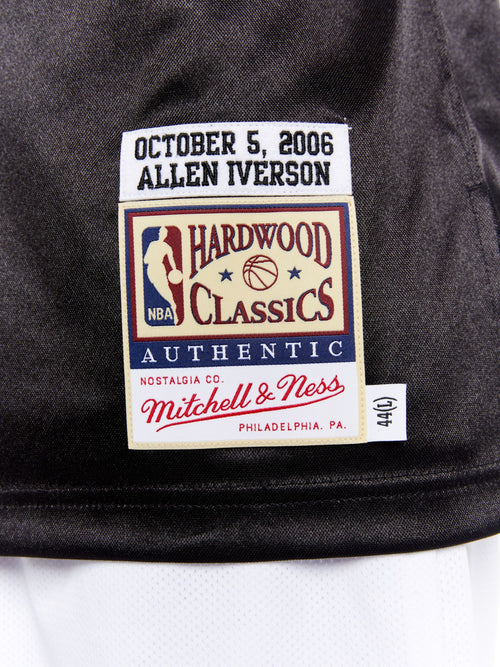 OCTOBER 5, 2006
ALLEN IVERSON
HARDWOOD
CLASSICS
NBA
AUTHENTIC
NOSTALGIA CO.
Mitchell & Ness
PHILADELPHIA. PA.
44(L)